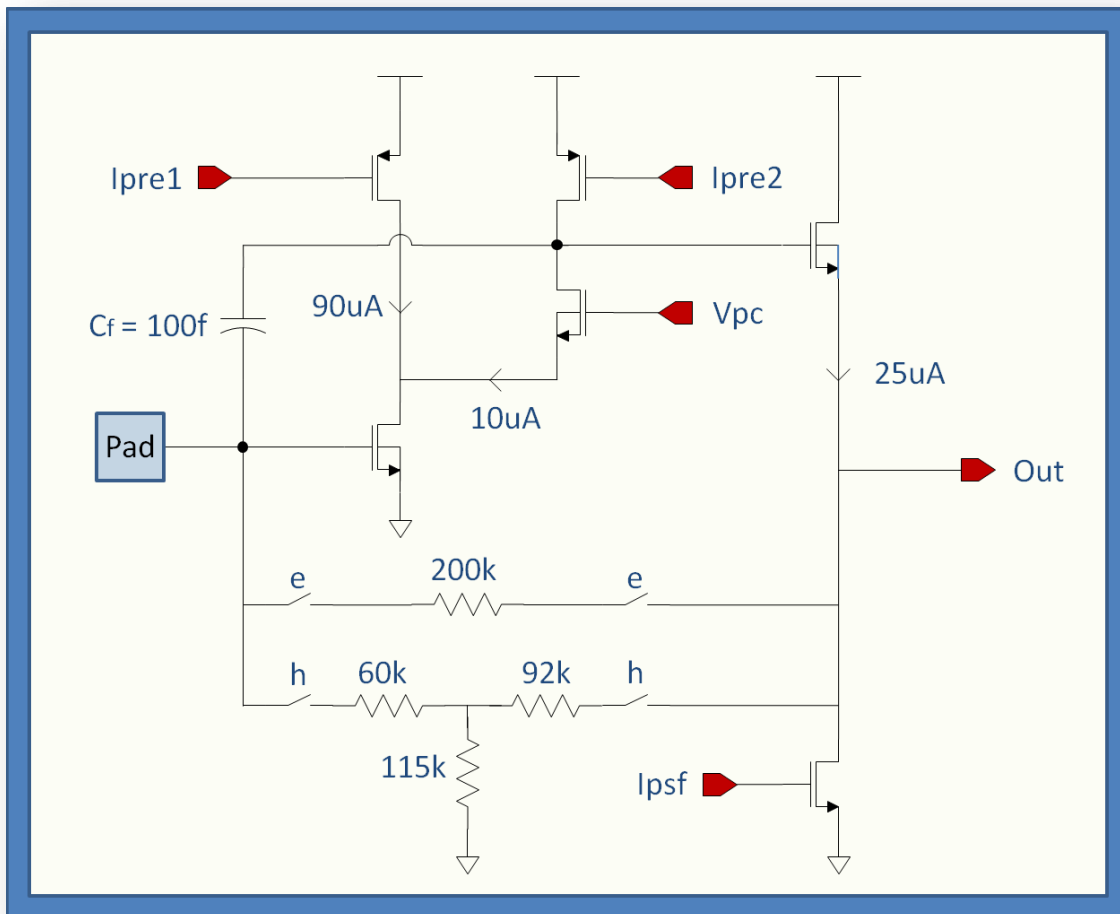 Ipre1
Ipre2
90uA
Vpc
Cf = 100f
25uA
10uA
Pad
Out
e
200k
e
h
60k
92k
h
115k
Ipsf